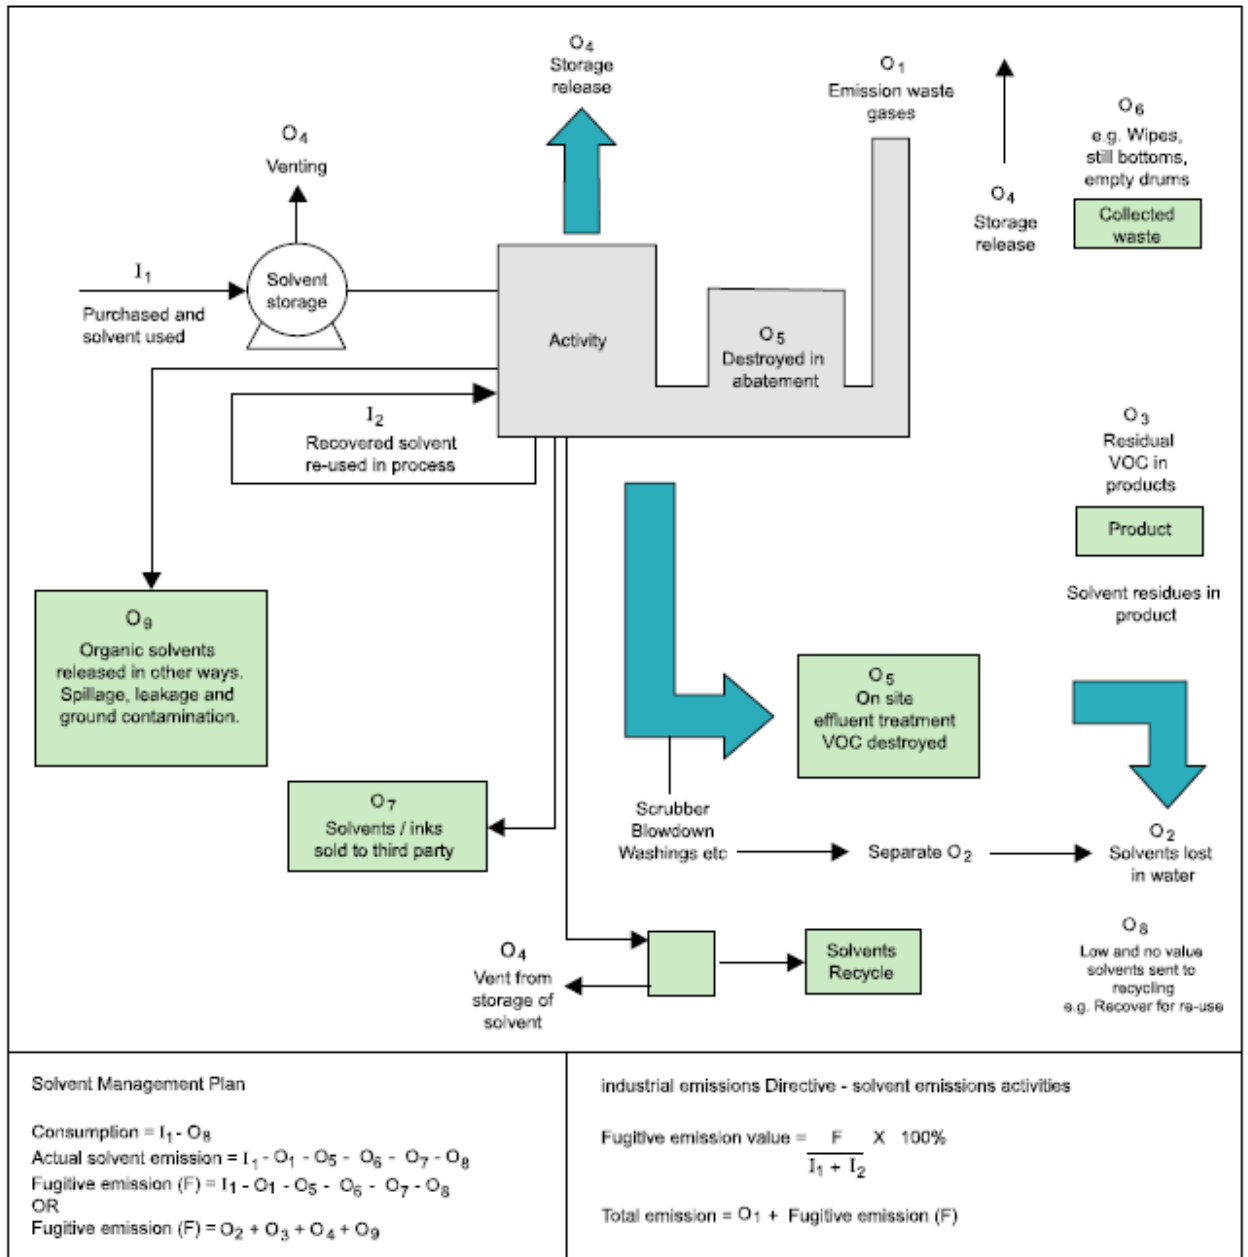 O4
Storage
release
O1
Emission waste
gases
O6
e.g. Wipes,
still bottoms,
empty drums
Collected
waste
O4
Storage
release
O4
Venting
I1
Purchased and
solvent used
Solvent
storage
Activity
O5
Destroyed in
abatement
I2
Recovered solvent
re-used in process
O3
Residual
VOC in
products
Product
Solvent residues in
product
O9
Organic solvents
released in other ways.
Spillage, leakage and
ground contamination.
O5
On site
effluent treatment
VOC destroyed
O7
Solvents / inks
sold to third party
Scrubber
Blowdown
Washings etc
Separate O2
O2
Solvents lost
in water
O4
Vent from
storage of
solvent
Solvents
Recycle
O8
Low and no value
solvents sent to
recycling
e.g. Recover for re-use
Solvent Management Plan
Consumption = I1 - O8
Actual solvent emission = I1 - O1 - O5 - O6 - O7 - O8
Fugitive emission (F) = I1 - O1 - O5 - O6 - O7 - O8
OR
Fugitive emission (F) = O2 + O3 + O4 + O9
industrial emissions Directive - solvent emissions activities
Fugitive emission value = F X 100%
I1 + I2
Total emission = O1 + Fugitive emission (F)